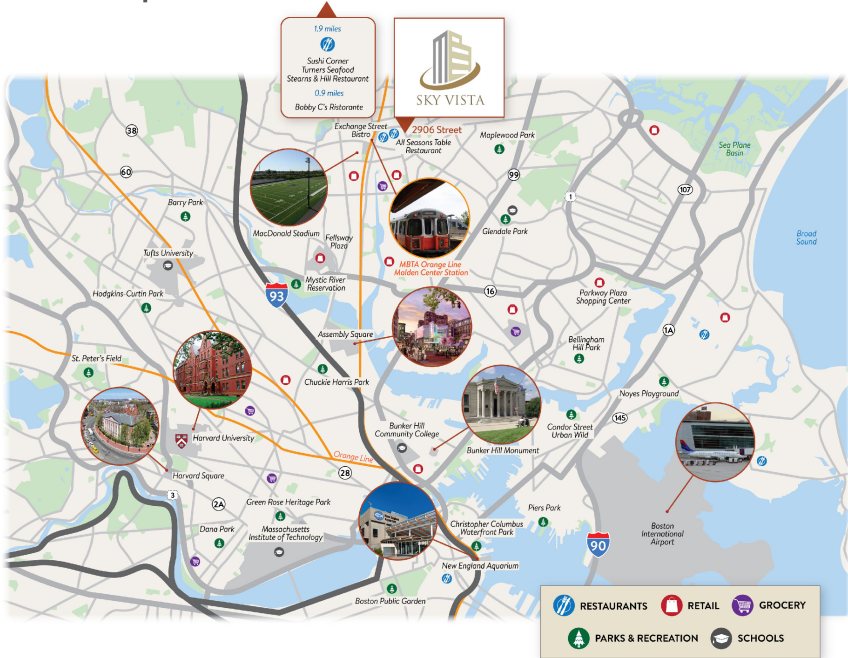 1.9 miles
Sushi Corner
Turners Seafood
Stearns & Hill Restaurant
0.9 miles
Bobby C's Ristorante
SKY VISTA
2906 Street
Exchange Street
Bistro
All Seasons Table
Restaurant
Maplewood Park
38
60
99
1
107
Sea Plane
Basin
Barry Park
MacDonald Stadium
Fellsway
Plaza
Glendale Park
Broad
Sound
Tufts University
MBTA Orange Line
Malden Center Station
Hodgkins-Curtin Park
93
Mystic River
Reservation
16
Parkway Plaza
Shopping Center
Assembly Square
1A
Bellingham
Hill Park
St. Peter's Field
Chuckie Harris Park
Noyes Playground
Harvard University
Bunker Hill
Community College
Bunker Hill Monument
Condor Street
Urban Wild
145
Orange Line
28
Harvard Square
3
2A
Green Rose Heritage Park
Dana Park
Massachusetts
Institute of Technology
Christopher Columbus
Waterfront Park
Piers Park
90
Boston
International
Airport
New England Aquarium
Boston Public Garden
RESTAURANTS
RETAIL
GROCERY
PARKS & RECREATION
SCHOOLS